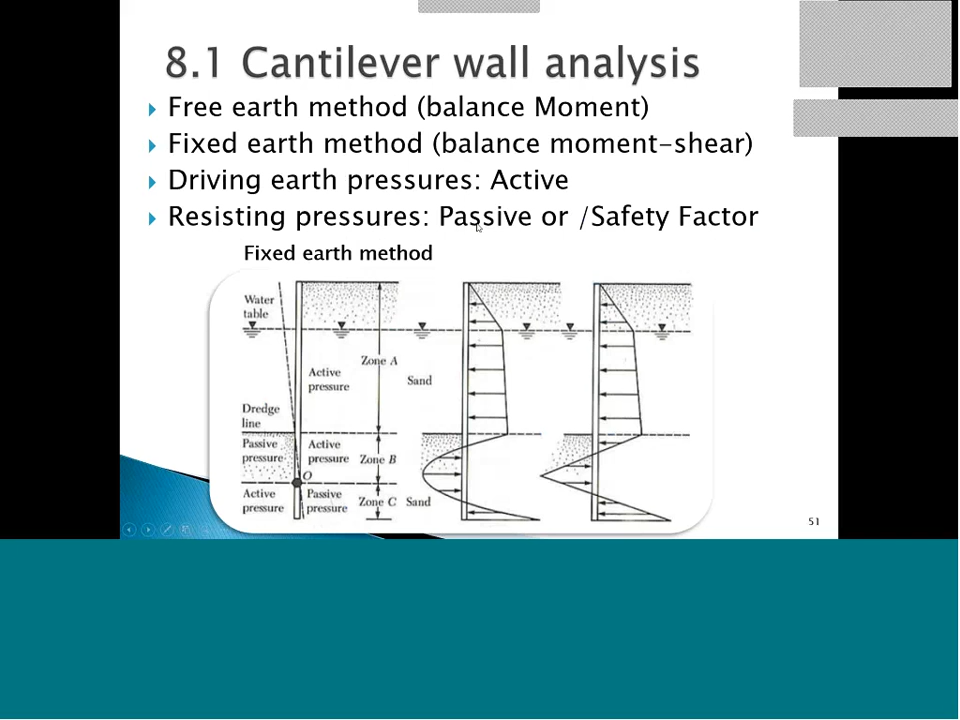 8.1 Cantilever wall analysis
Free earth method (balance Moment)
Fixed earth method (balance moment-shear)
Driving earth pressures: Active
Resisting pressures: Passive or /Safety Factor
Fixed earth method
Water
table
Zone A
Active
pressure
Sand
Dredge
line
Passive
pressure
Active
pressure
Zone B
O
Active
pressure
Passive
pressure
Zone C
Sand
51